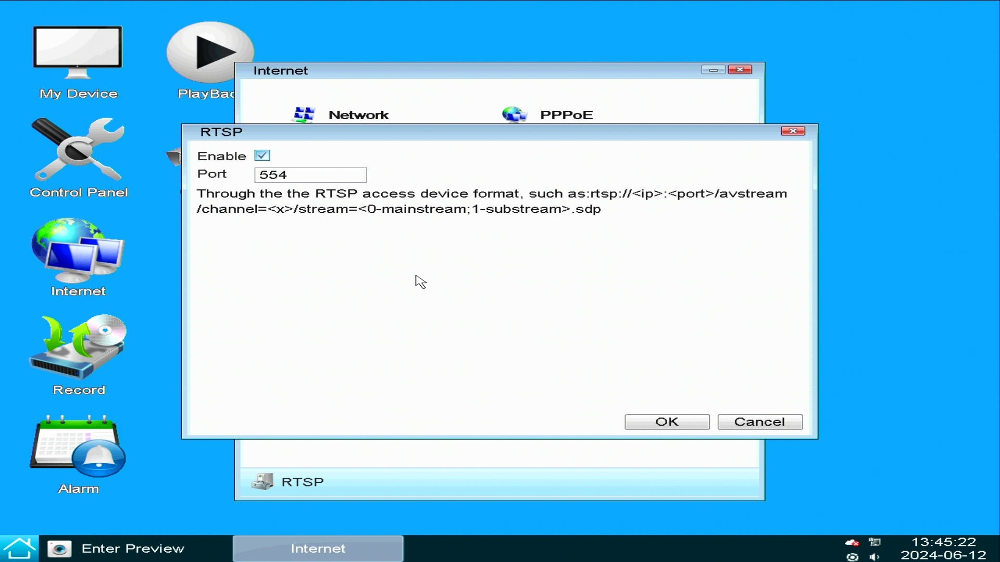 My Device
PlayBac
Control Panel
Internet
Record
Alarm
Internet
Network
PPPoE
RTSP
Enable
Port 554
Through the the RTSP access device format, such as:rtsp://<ip>:<port>/avstream
/channel=<x>/stream=<0-mainstream;1-substream>.sdp
OK
Cancel
RTSP
Enter Preview
Internet
13:45:22
2024-06-12